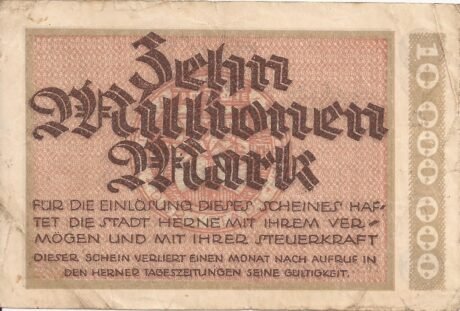 Zehn
Millionen
Mark
FÜR DIE EINLÖSUNG DIESES SCHEINES HAF-
TET DIE STADT HERNE MIT IHREM VER-
MÖGEN UND MIT IHRER STEUERKRAFT
DIESER SCHEIN VERLIERT EINEN MONAT NACH AUFRUF IN
DEN HERNER TAGESZEITUNGEN SEINE GÜLTIGKEIT.
10 000 000